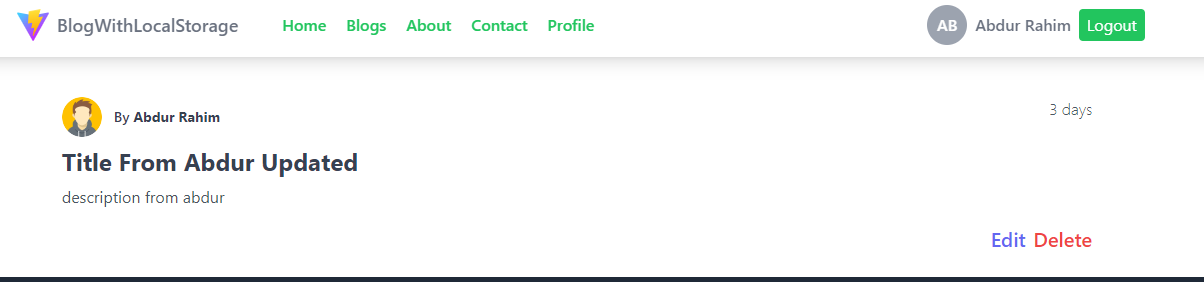 BlogWithLocalStorage Home Blogs About Contact Profile AB Abdur Rahim Logout
By Abdur Rahim 3 days
Title From Abdur Updated
description from abdur
Edit Delete